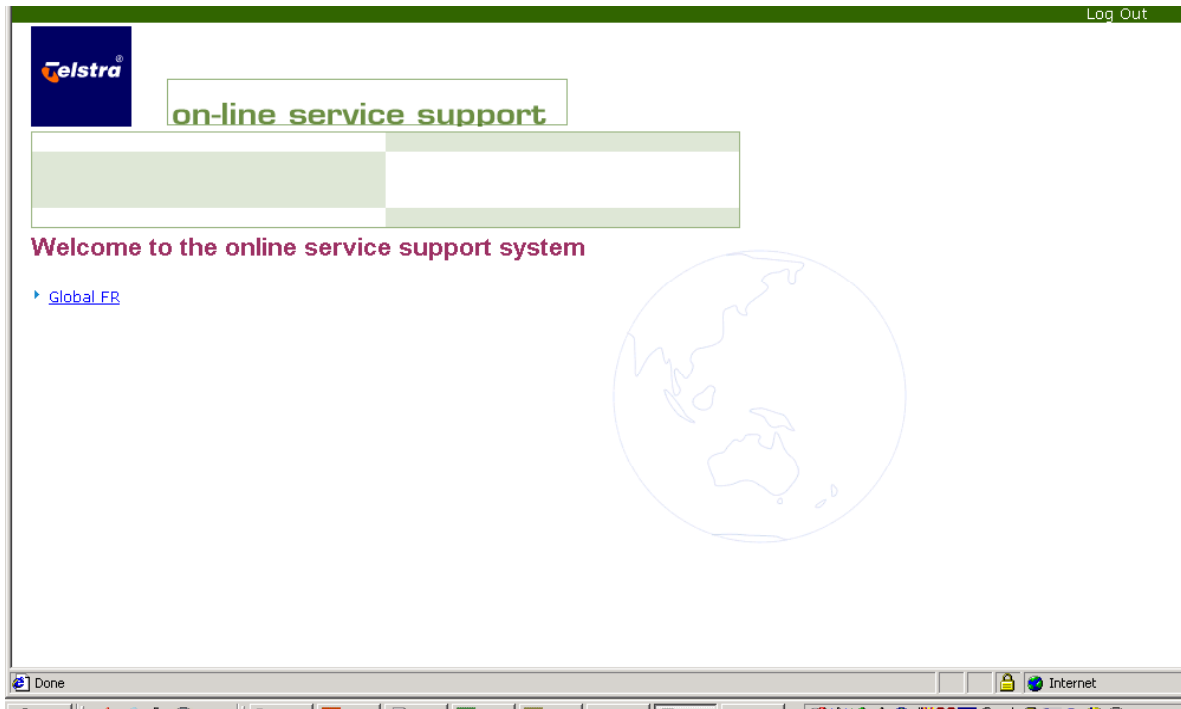 Log Out
Telstra®
on-line service support
Welcome to the online service support system
Global FR
Done
Internet